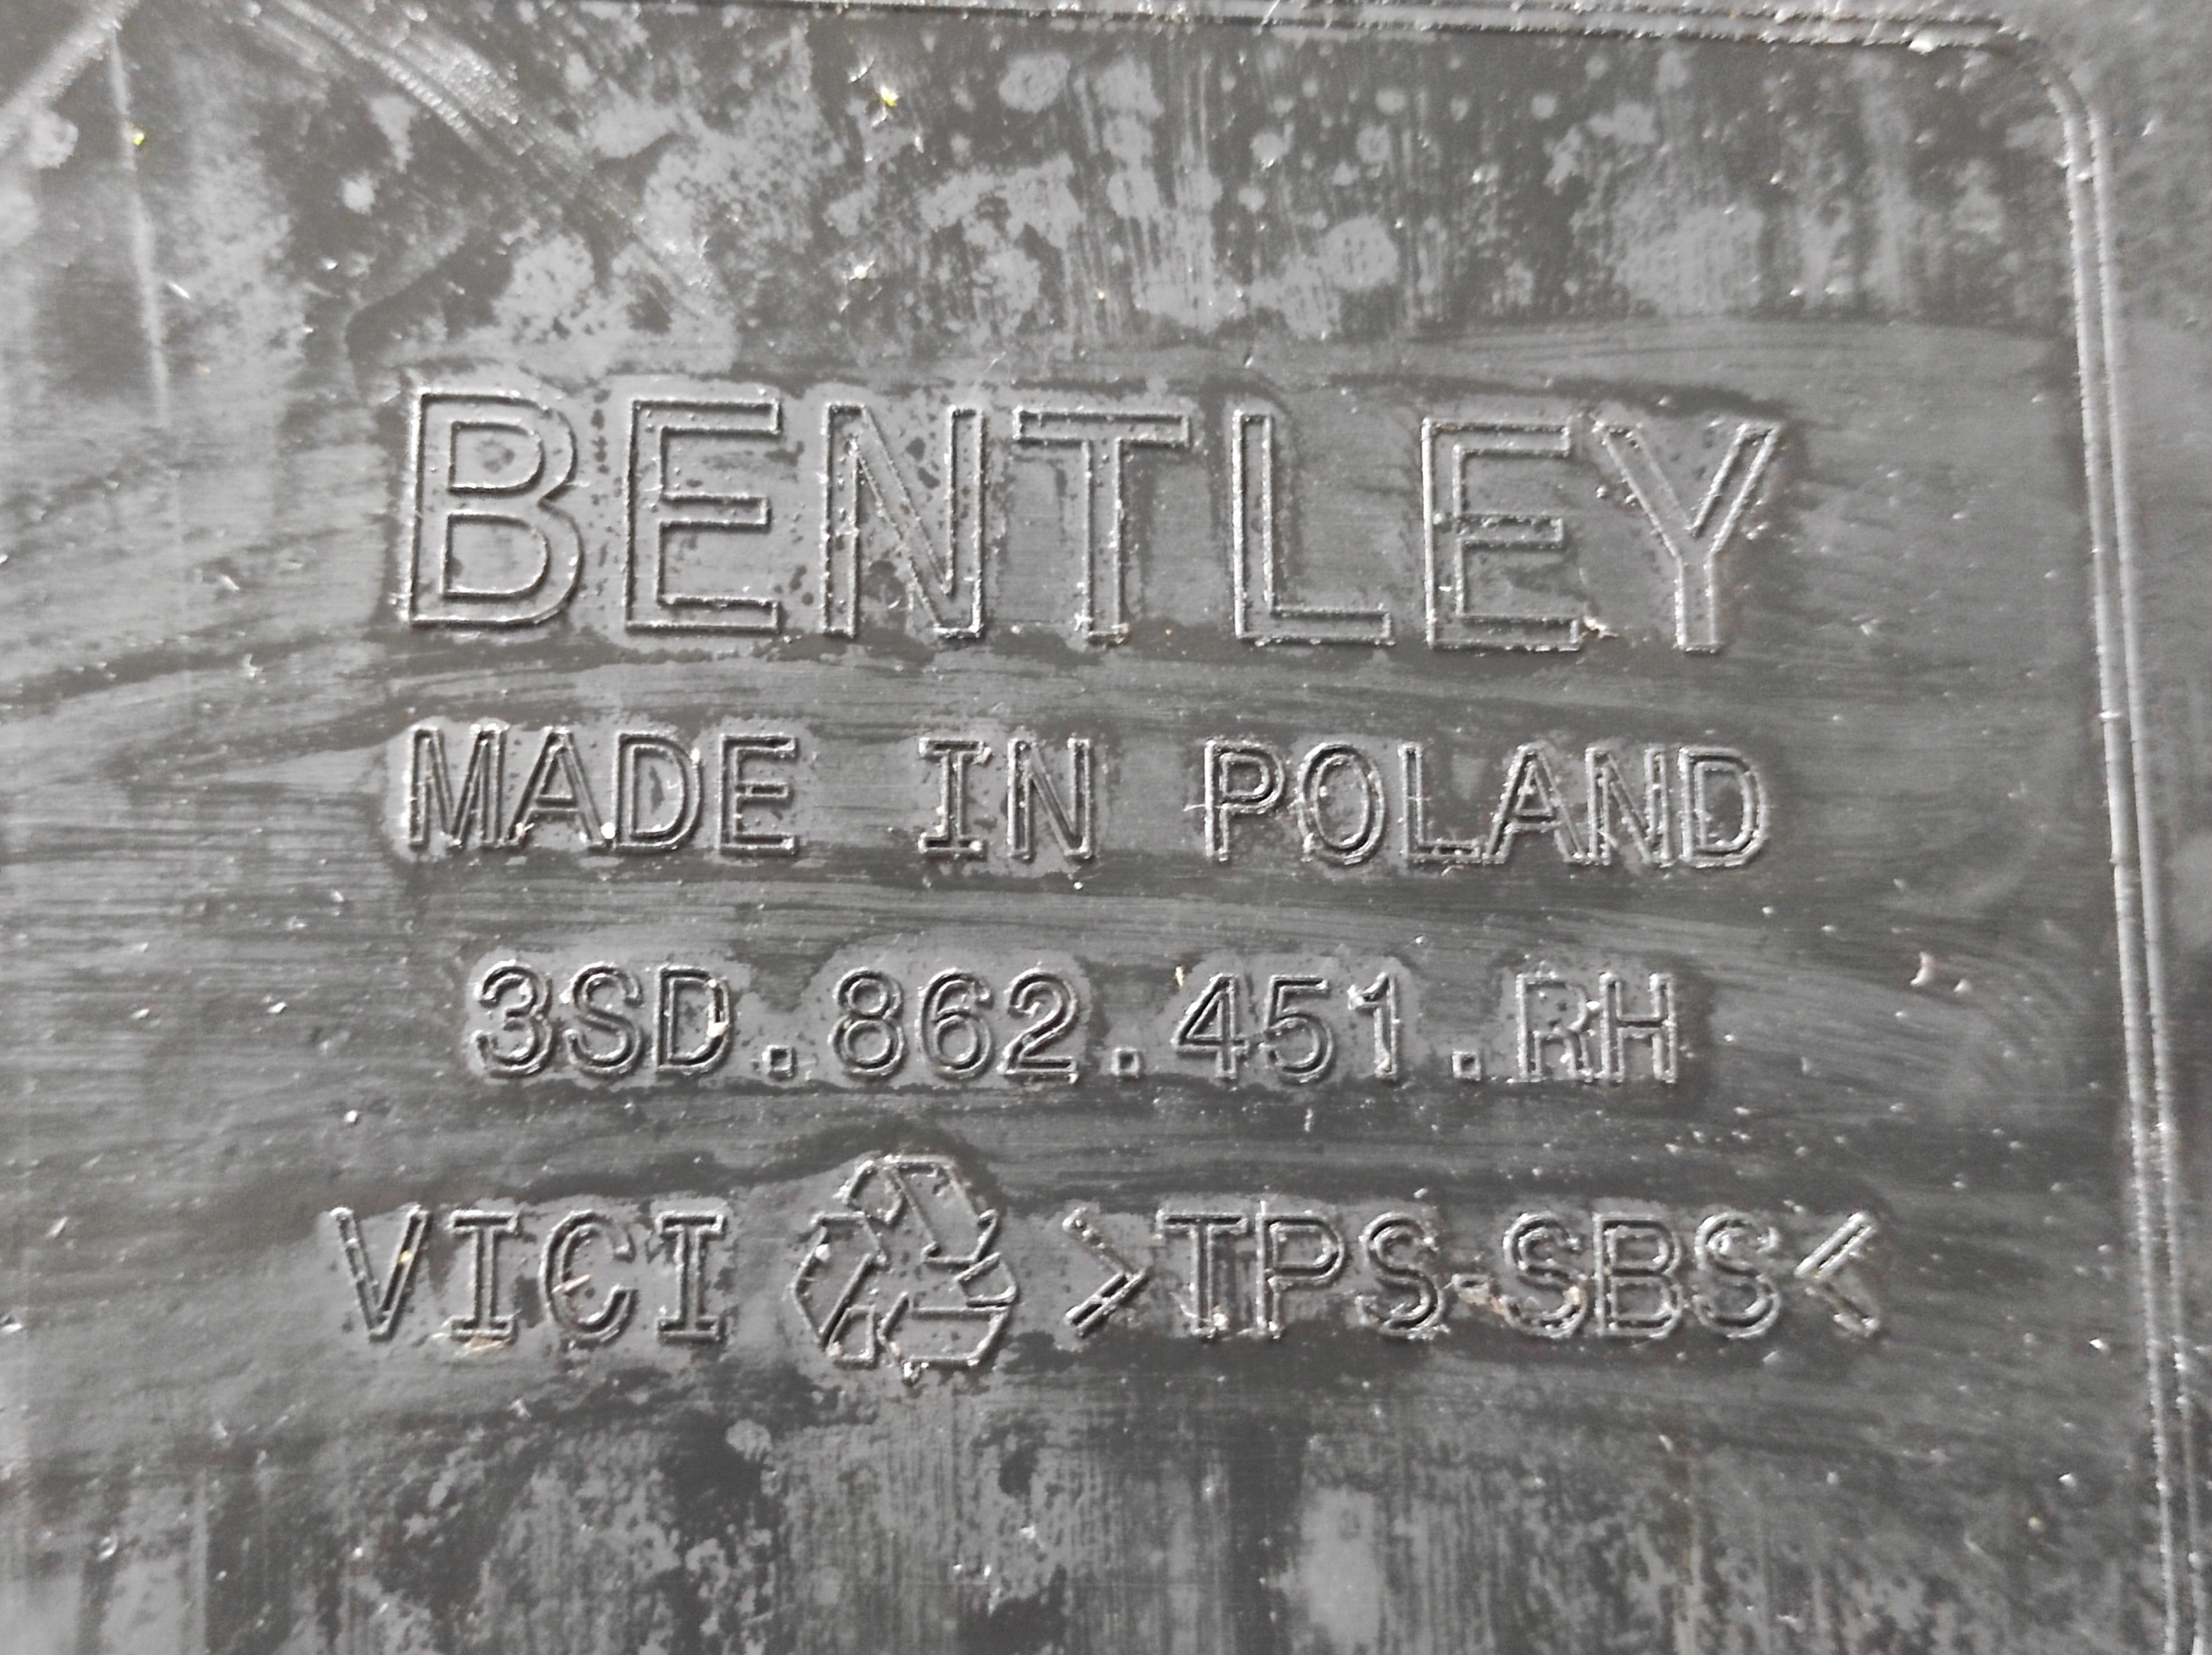 BENTLEY
MADE IN POLAND
3SD.862.451.RH
VICI >TPS-SBS<